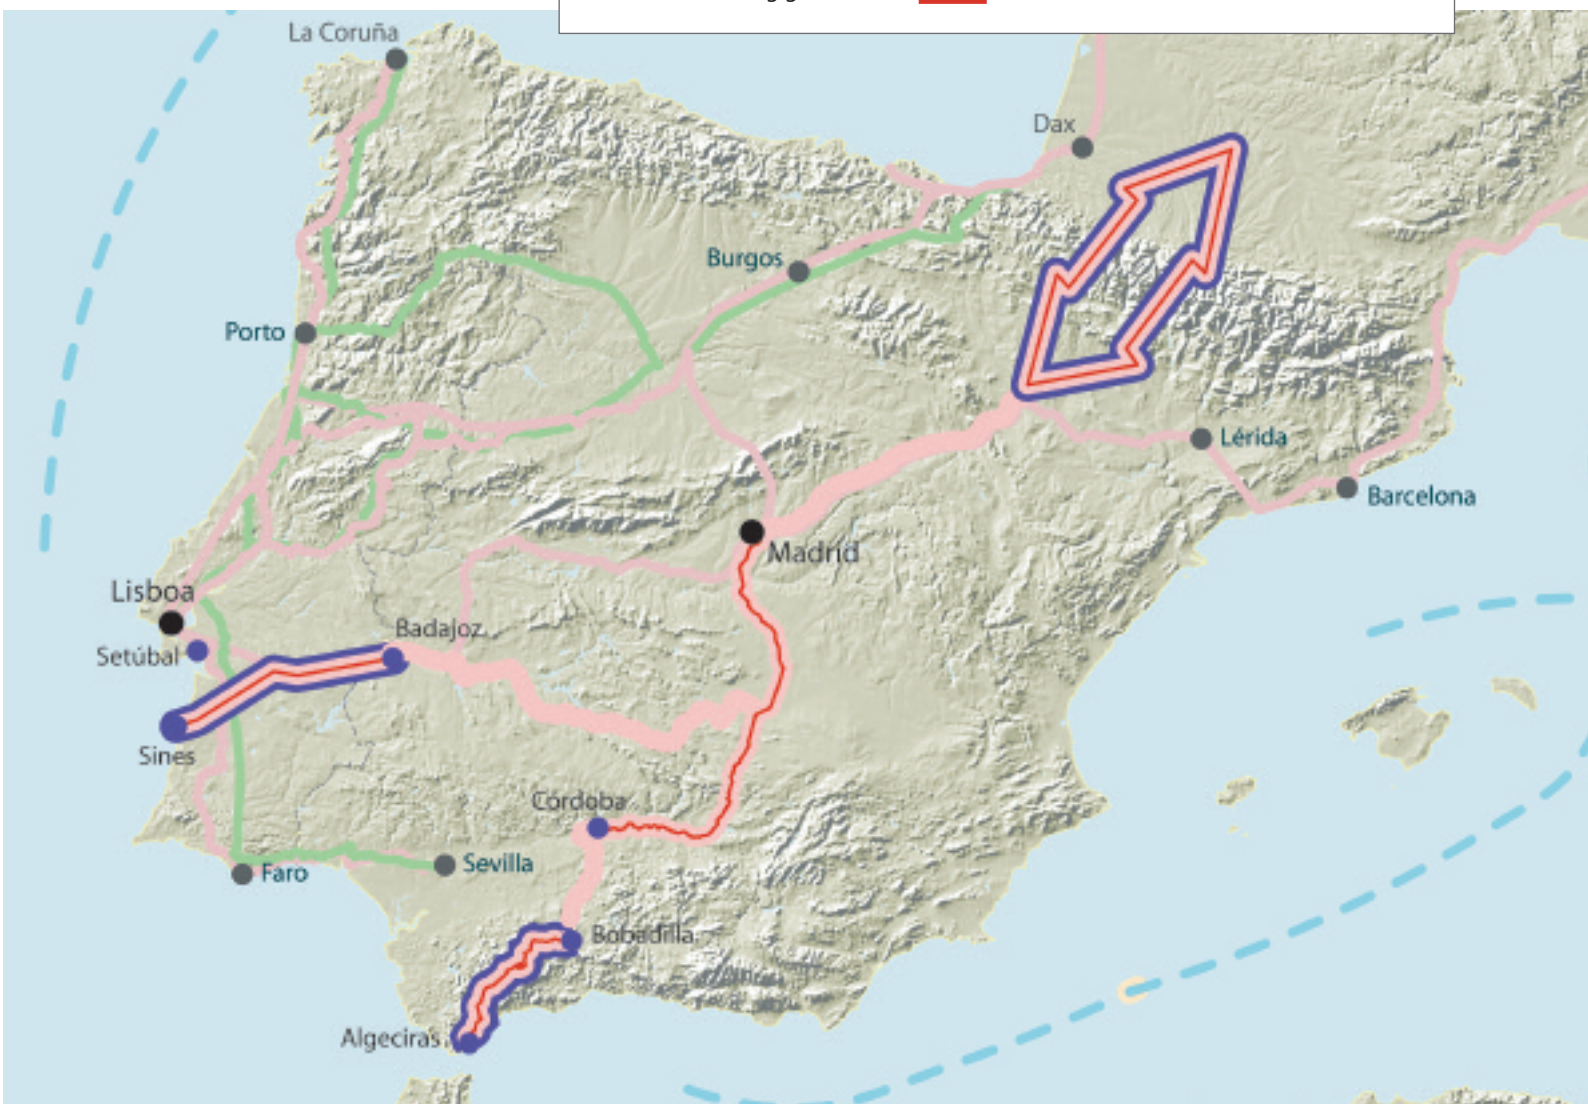 La Coruña
Dax
Burgos
Porto
Lérida
Barcelona
Madrid
Lisboa
Badajoz
Setúbal
Sines
Córdoba
Sevilla
Faro
Bobadilla
Algeciras